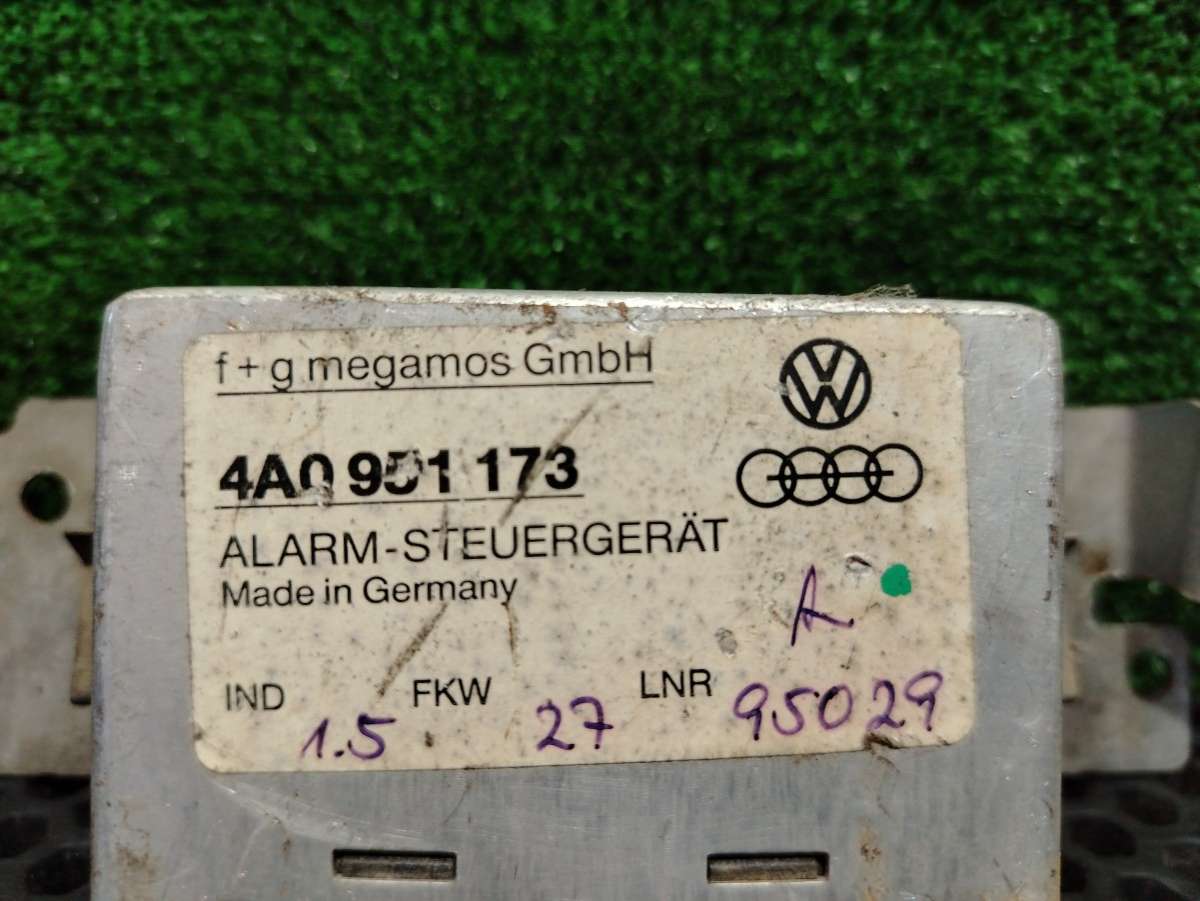 f + g megamos GmbH
4A0 951 173
ALARM-STEUERGERÄT
Made in Germany
A
IND 1.5 FKW 27 LNR 95029